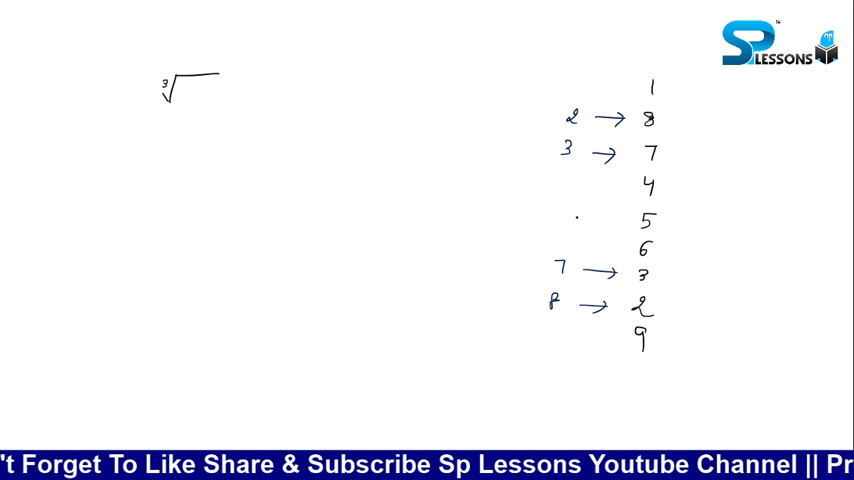 SP LESSONS
TM
3√
1
2 → 8
3 → 7
4
5
6
7 → 3
8 → 2
9
't Forget To Like Share & Subscribe Sp Lessons Youtube Channel || Pr